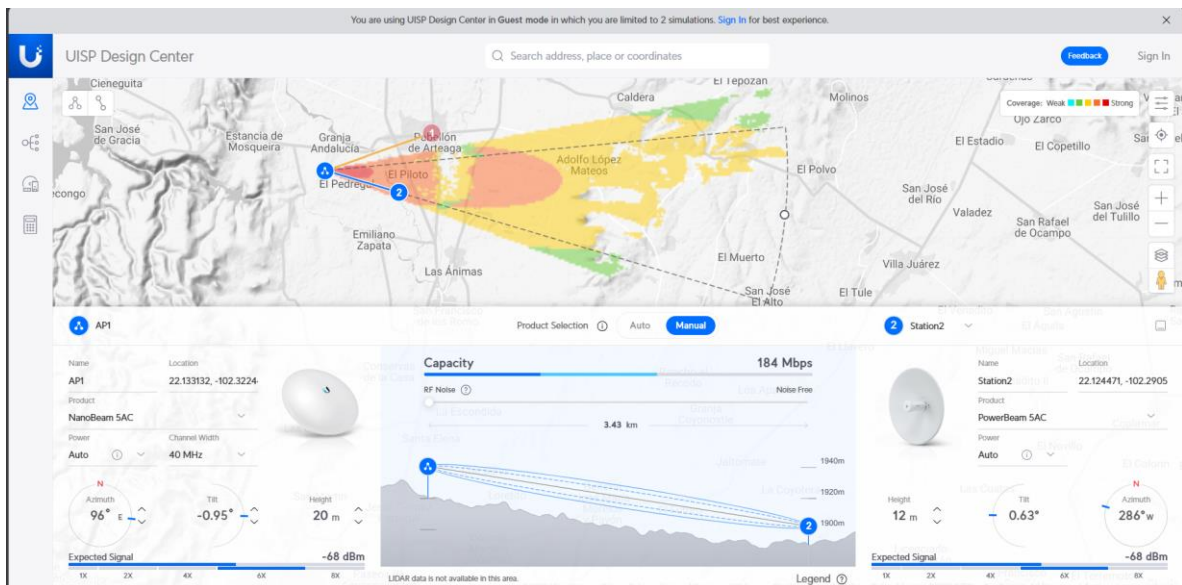 You are using UISP Design Center in Guest mode in which you are limited to 2 simulations. Sign In for best experience.
UISP Design Center
Search address, place or coordinates
Feedback
Sign In
Cieneguita
El Tepozan
Caldera
Molinos
Coverage: Weak Strong
Ojo Zarco
San José
de Gracia
Estancia de
Mosqueira
Granja
Andalucía
1
Pabellón
de Arteaga
El Estadio
El Copetillo
Adolfo López
Mateos
El Piloto
El Polvo
2
San José
del Río
Valadez
San José
del Tulillo
San Rafael
de Ocampo
Emiliano
Zapata
El Muerto
Villa Juárez
Las Ánimas
San José
El Alto
El Tule
AP1
Product Selection
Auto
Manual
2
Station2
Name
AP1
Location
22.133132, -102.3224
Product
NanoBeam 5AC
Power
Auto
Channel Width
40 MHz
N
Azimuth
96° E
Tilt
-0.95°
Height
20 m
Expected Signal
-68 dBm
1X 2X 4X 6X 8X
Capacity
184 Mbps
RF Noise
Noise Free
3.43 km
1940m
1920m
1900m
2
LIDAR data is not available in this area.
Legend
Name
Station2
Location
22.124471, -102.2905
Product
PowerBeam 5AC
Power
Auto
Height
12 m
Tilt
0.63°
N
Azimuth
286° W
Expected Signal
-68 dBm
1X 2X 4X 6X 8X